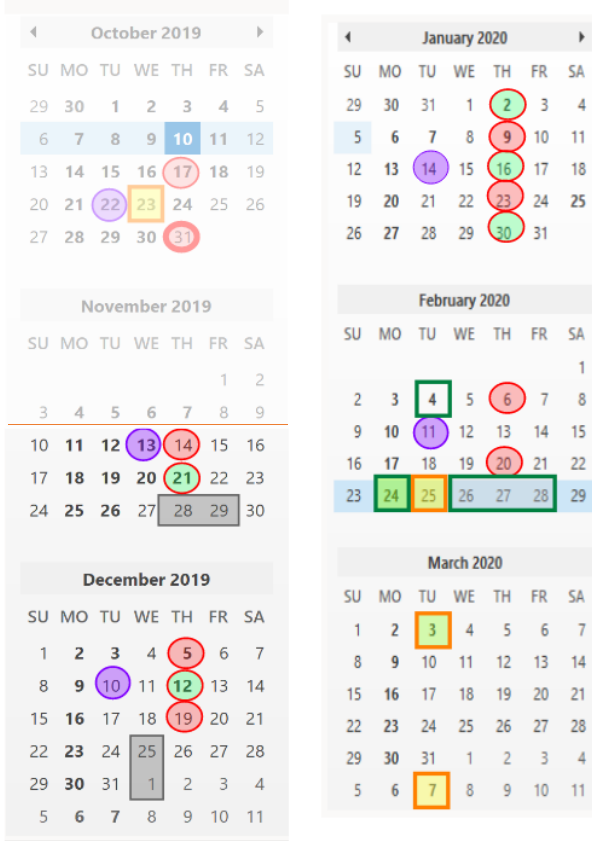 October 2019
SU MO TU WE TH FR SA
29 30 1 2 3 4 5
6 7 8 9 10 11 12
13 14 15 16 17 18 19
20 21 22 23 24 25 26
27 28 29 30 31
November 2019
SU MO TU WE TH FR SA
1 2
3 4 5 6 7 8 9
10 11 12 13 14 15 16
17 18 19 20 21 22 23
24 25 26 27 28 29 30
December 2019
SU MO TU WE TH FR SA
1 2 3 4 5 6 7
8 9 10 11 12 13 14
15 16 17 18 19 20 21
22 23 24 25 26 27 28
29 30 31 1 2 3 4
5 6 7 8 9 10 11
January 2020
SU MO TU WE TH FR SA
29 30 31 1 2 3 4
5 6 7 8 9 10 11
12 13 14 15 16 17 18
19 20 21 22 23 24 25
26 27 28 29 30 31
February 2020
SU MO TU WE TH FR SA
1
2 3 4 5 6 7 8
9 10 11 12 13 14 15
16 17 18 19 20 21 22
23 24 25 26 27 28 29
March 2020
SU MO TU WE TH FR SA
1 2 3 4 5 6 7
8 9 10 11 12 13 14
15 16 17 18 19 20 21
22 23 24 25 26 27 28
29 30 31 1 2 3 4
5 6 7 8 9 10 11